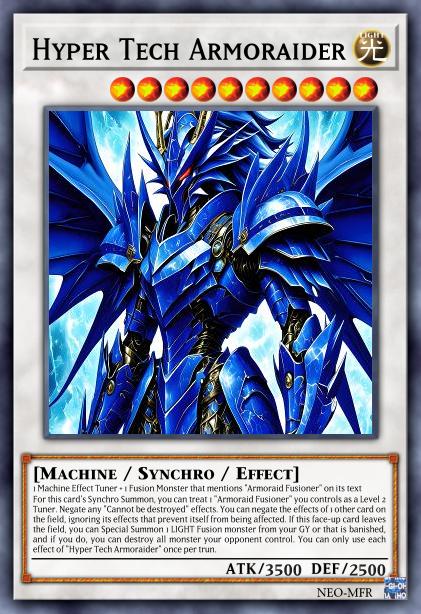 HYPER TECH ARMORAIDER
LIGHT
光
[MACHINE / SYNCHRO / EFFECT]
1 Machine Effect Tuner + 1 Fusion Monster that mentions "Armoraid Fusioner" on its text
For this card's Synchro Summon, you can treat 1 "Armoraid Fusioner" you controls as a Level 2
Tuner. Negate any "Cannot be destroyed" effects. You can negate the effects of 1 other card on
the field, ignoring its effects that prevent itself from being affected. If this face-up card leaves
the field, you can Special Summon 1 LIGHT Fusion monster from your GY or that is banished,
and if you do, you can destroy all monster your opponent control. You can only use each
effect of "Hyper Tech Armoraider" once per trun.
ATK/3500 DEF/2500
NEO-MFR